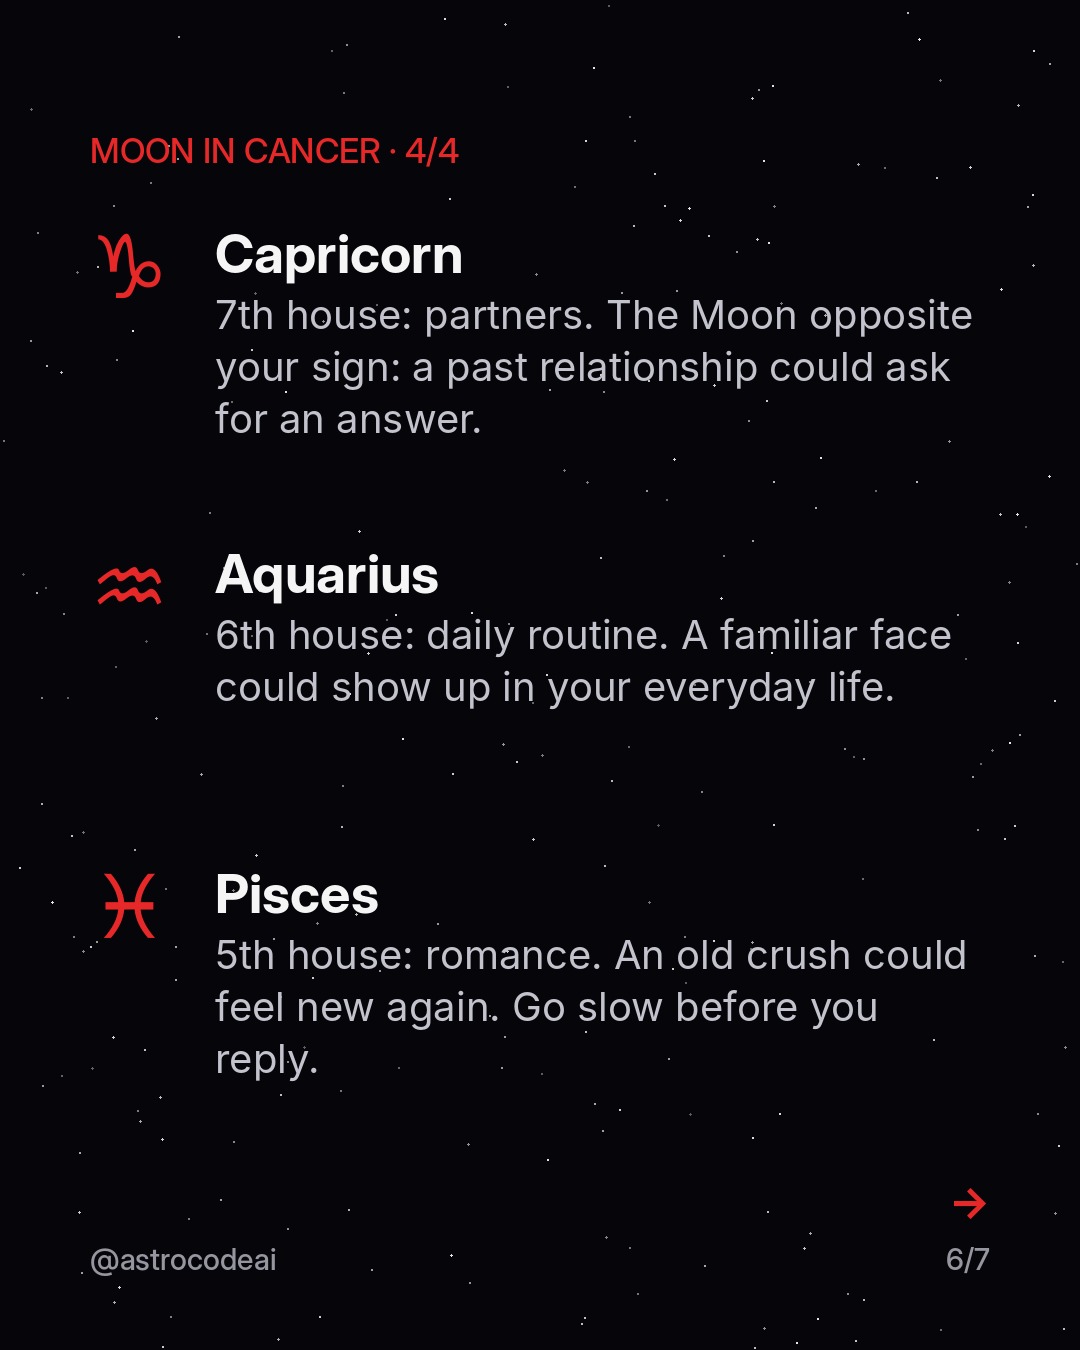 MOON IN CANCER · 4/4
♑ Capricorn
7th house: partners. The Moon opposite
your sign: a past relationship could ask
for an answer.
♒ Aquarius
6th house: daily routine. A familiar face
could show up in your everyday life.
♓ Pisces
5th house: romance. An old crush could
feel new again. Go slow before you
reply.
→
@astrocodeai
6/7